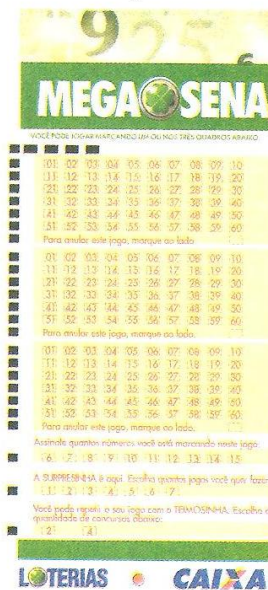 925
6
MEGA SENA
VOCÊ PODE JOGAR MARCANDO UM OU NOS TRÊS QUADROS ABAIXO.
01 02 03 04 05 06 07 08 09 10
11 12 13 14 15 16 17 18 19 20
21 22 23 24 25 26 27 28 29 30
31 32 33 34 35 36 37 38 39 40
41 42 43 44 45 46 47 48 49 50
51 52 53 54 55 56 57 58 59 60
Para anular este jogo, marque ao lado.
01 02 03 04 05 06 07 08 09 10
11 12 13 14 15 16 17 18 19 20
21 22 23 24 25 26 27 28 29 30
31 32 33 34 35 36 37 38 39 40
41 42 43 44 45 46 47 48 49 50
51 52 53 54 55 56 57 58 59 60
Para anular este jogo, marque ao lado.
01 02 03 04 05 06 07 08 09 10
11 12 13 14 15 16 17 18 19 20
21 22 23 24 25 26 27 28 29 30
31 32 33 34 35 36 37 38 39 40
41 42 43 44 45 46 47 48 49 50
51 52 53 54 55 56 57 58 59 60
Para anular este jogo, marque ao lado.
Assinale quantos números você está marcando neste jogo:
6 7 8 9 10 11 12 13 14 15
A SURPRESINHA é aqui. Escolha quantos jogos você quer fazer
1 2 3 4 5 6 7
Você pode repetir o seu jogo com a TEIMOSINHA. Escolha a
quantidade de concursos abaixo:
2 4
LOTERIAS CAIXA